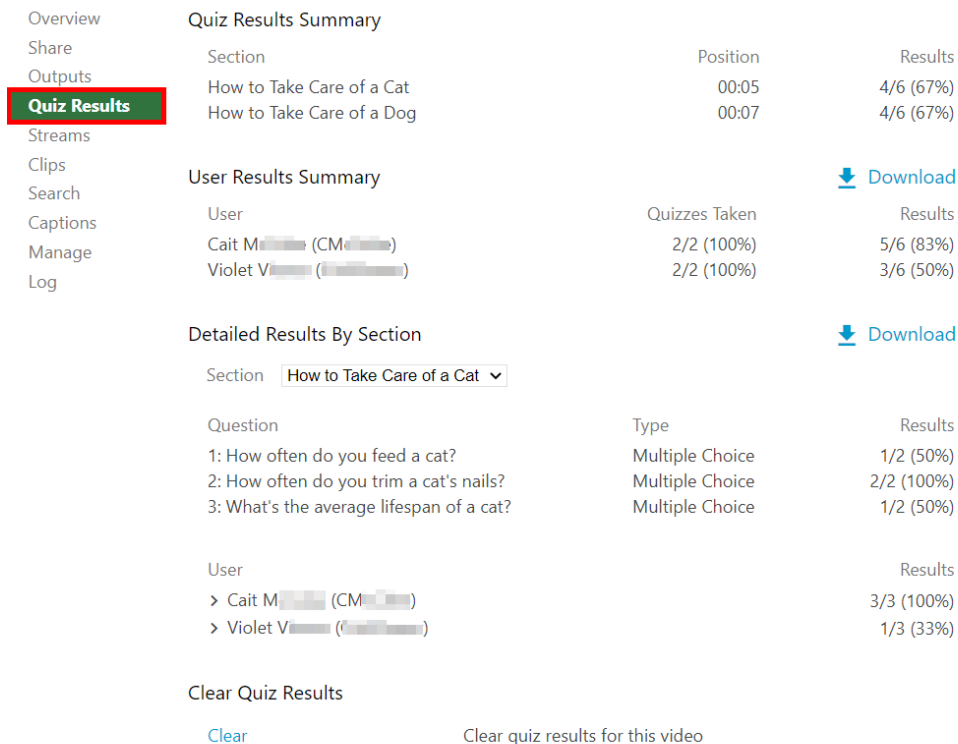 Overview
Share
Outputs
Quiz Results
Streams
Clips
Search
Captions
Manage
Log
Quiz Results Summary
Section Position Results
How to Take Care of a Cat 00:05 4/6 (67%)
How to Take Care of a Dog 00:07 4/6 (67%)
User Results Summary Download
User Quizzes Taken Results
Cait M (CM ) 2/2 (100%) 5/6 (83%)
Violet V ( ) 2/2 (100%) 3/6 (50%)
Detailed Results By Section Download
Section How to Take Care of a Cat
Question Type Results
1: How often do you feed a cat? Multiple Choice 1/2 (50%)
2: How often do you trim a cat's nails? Multiple Choice 2/2 (100%)
3: What's the average lifespan of a cat? Multiple Choice 1/2 (50%)
User Results
> Cait M (CM ) 3/3 (100%)
> Violet V ( ) 1/3 (33%)
Clear Quiz Results
Clear Clear quiz results for this video